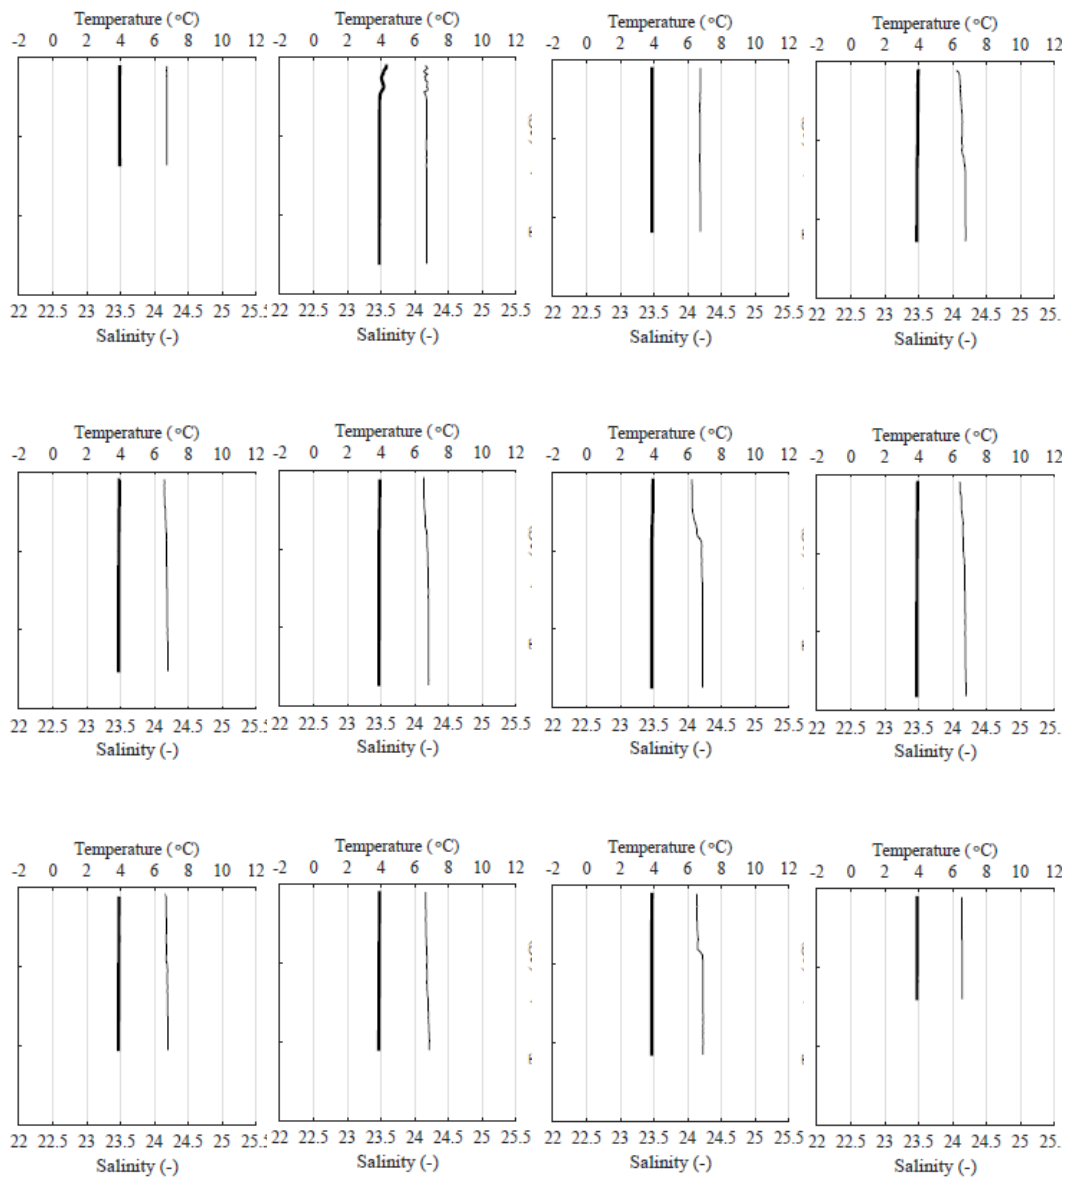 Temperature (°C) Temperature (°C) Temperature (°C) Temperature (°C)
-2 0 2 4 6 8 10 12 -2 0 2 4 6 8 10 12 -2 0 2 4 6 8 10 12 -2 0 2 4 6 8 10 12
22 22.5 23 23.5 24 24.5 25 25.5 22.5 23 23.5 24 24.5 25 25.5 22 22.5 23 23.5 24 24.5 25 25.5 22 22.5 23 23.5 24 24.5 25 25.
Salinity (-) Salinity (-) Salinity (-) Salinity (-)
Temperature (°C) Temperature (°C) Temperature (°C) Temperature (°C)
-2 0 2 4 6 8 10 12 -2 0 2 4 6 8 10 12 -2 0 2 4 6 8 10 12 -2 0 2 4 6 8 10 12
22 22.5 23 23.5 24 24.5 25 22 22.5 23 23.5 24 24.5 25 25.5 22 22.5 23 23.5 24 24.5 25 25.5 22 22.5 23 23.5 24 24.5 25 25.
Salinity (-) Salinity (-) Salinity (-) Salinity (-)
Temperature (°C) Temperature (°C) Temperature (°C) Temperature (°C)
-2 0 2 4 6 8 10 12 -2 0 2 4 6 8 10 12 -2 0 2 4 6 8 10 12 -2 0 2 4 6 8 10 12
22 22.5 23 23.5 24 24.5 25 22 22.5 23 23.5 24 24.5 25 25.5 22 22.5 23 23.5 24 24.5 25 25.5 22 22.5 23 23.5 24 24.5 25 25.
Salinity (-) Salinity (-) Salinity (-) Salinity (-)